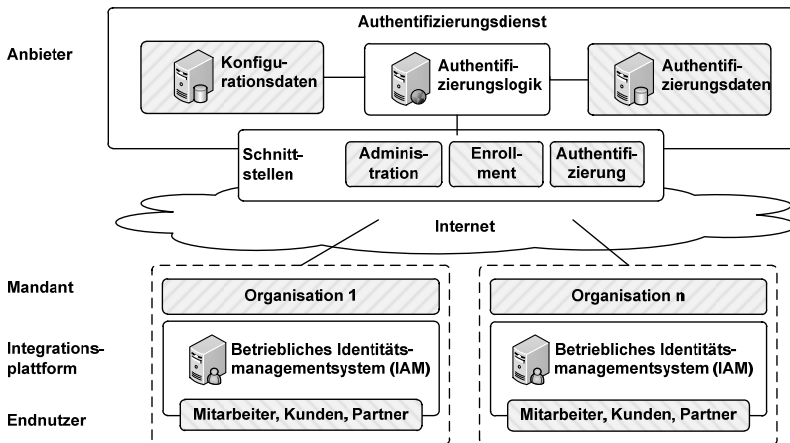 Authentifizierungsdienst
Anbieter
Konfigu-
rationsdaten
Authentifi-
zierungslogik
Authentifi-
zierungsdaten
Schnitt-
stellen
Adminis-
tration
Enroll-
ment
Authentifi-
zierung
Internet
Mandant
Organisation 1
Organisation n
Integrations-
plattform
Betriebliches Identitäts-
managementsystem (IAM)
Betriebliches Identitäts-
managementsystem (IAM)
Endnutzer
Mitarbeiter, Kunden, Partner
Mitarbeiter, Kunden, Partner